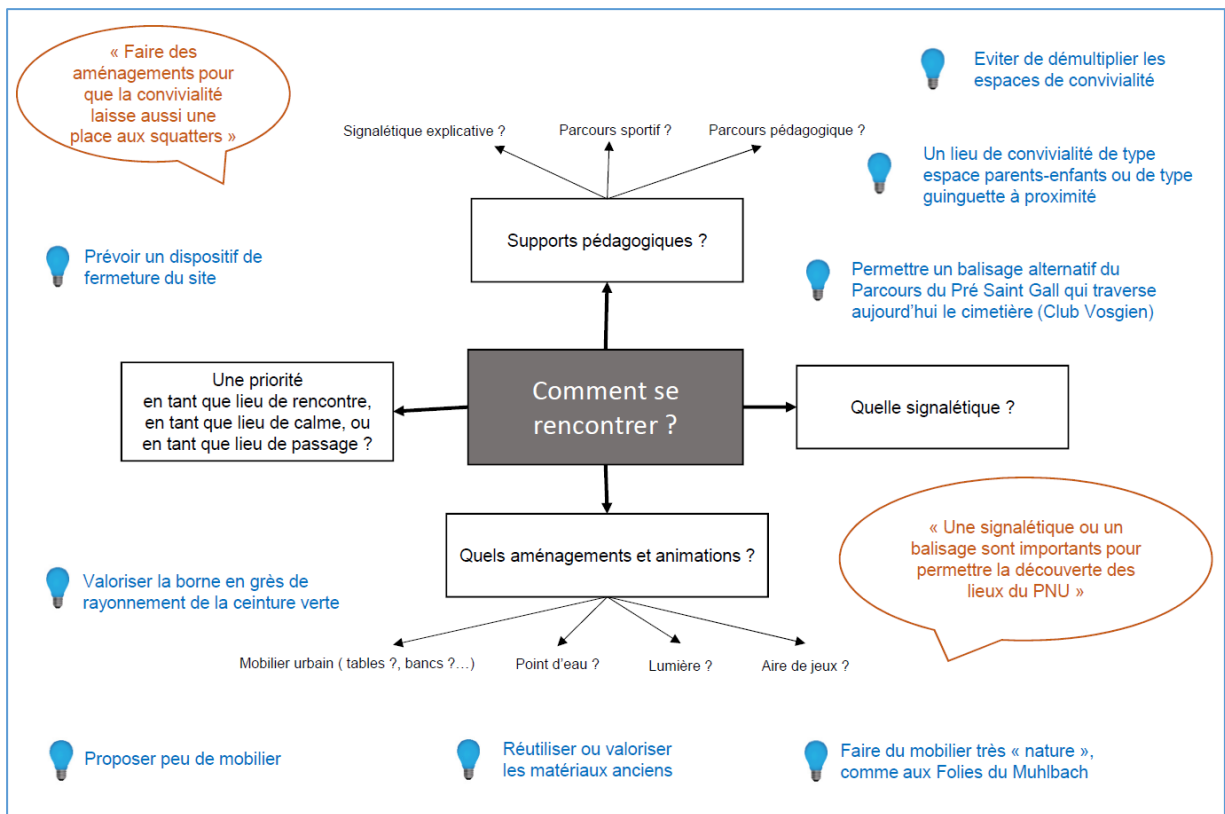 « Faire des
aménagements pour
que la convivialité
laisse aussi une
place aux squatters »
Eviter de démultiplier les
espaces de convivialité
Signalétique explicative ?
Parcours sportif ?
Parcours pédagogique ?
Un lieu de convivialité de type
espace parents-enfants ou de type
guinguette à proximité
Supports pédagogiques ?
Prévoir un dispositif de
fermeture du site
Permettre un balisage alternatif du
Parcours du Pré Saint Gall qui traverse
aujourd’hui le cimetière (Club Vosgien)
Une priorité
en tant que lieu de rencontre,
en tant que lieu de calme, ou
en tant que lieu de passage ?
Comment se
rencontrer ?
Quelle signalétique ?
Quels aménagements et animations ?
« Une signalétique ou un
balisage sont importants pour
permettre la découverte des
lieux du PNU »
Valoriser la borne en grès de
rayonnement de la ceinture verte
Mobilier urbain ( tables ?, bancs ?…)
Point d’eau ?
Lumière ?
Aire de jeux ?
Proposer peu de mobilier
Réutiliser ou valoriser
les matériaux anciens
Faire du mobilier très « nature »,
comme aux Folies du Muhlbach